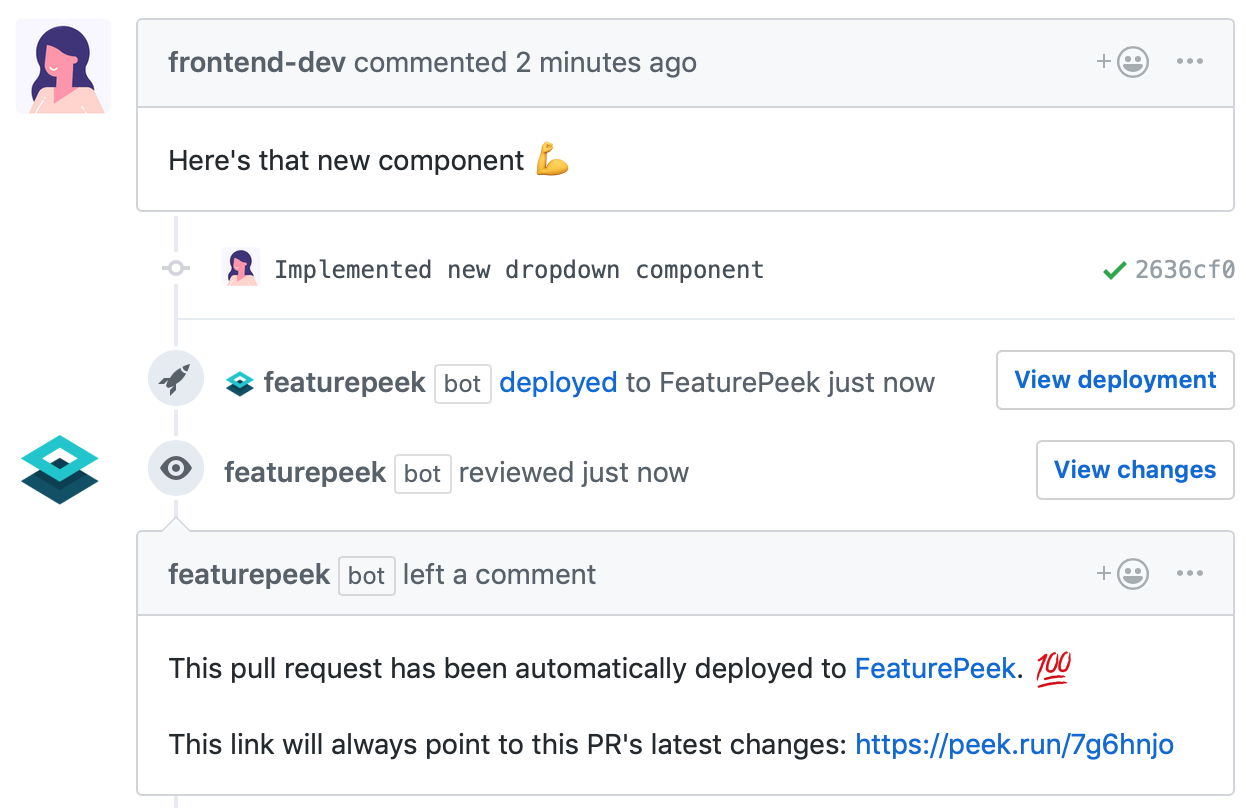 frontend-dev commented 2 minutes ago
Here's that new component 💪
Implemented new dropdown component 2636cf0
featurepeek bot deployed to FeaturePeek just now View deployment
featurepeek bot reviewed just now View changes
featurepeek bot left a comment
This pull request has been automatically deployed to FeaturePeek. 💯
This link will always point to this PR's latest changes: https://peek.run/7g6hnjo